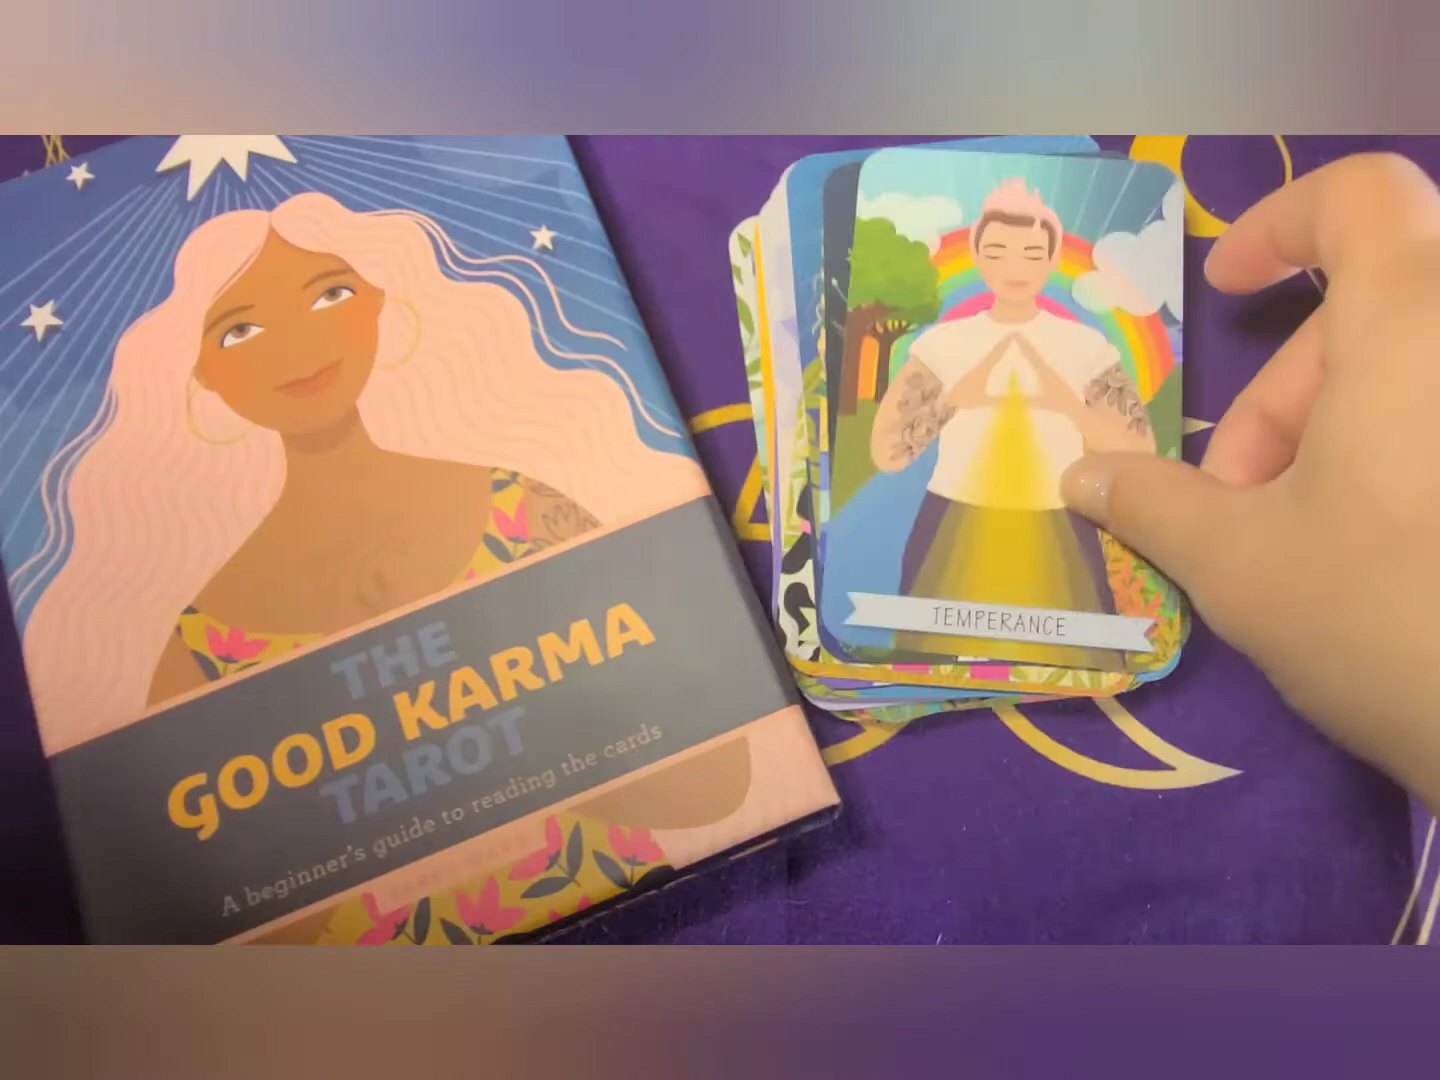 THE
GOOD KARMA
TAROT
A beginner's guide to reading the cards
TEMPERANCE